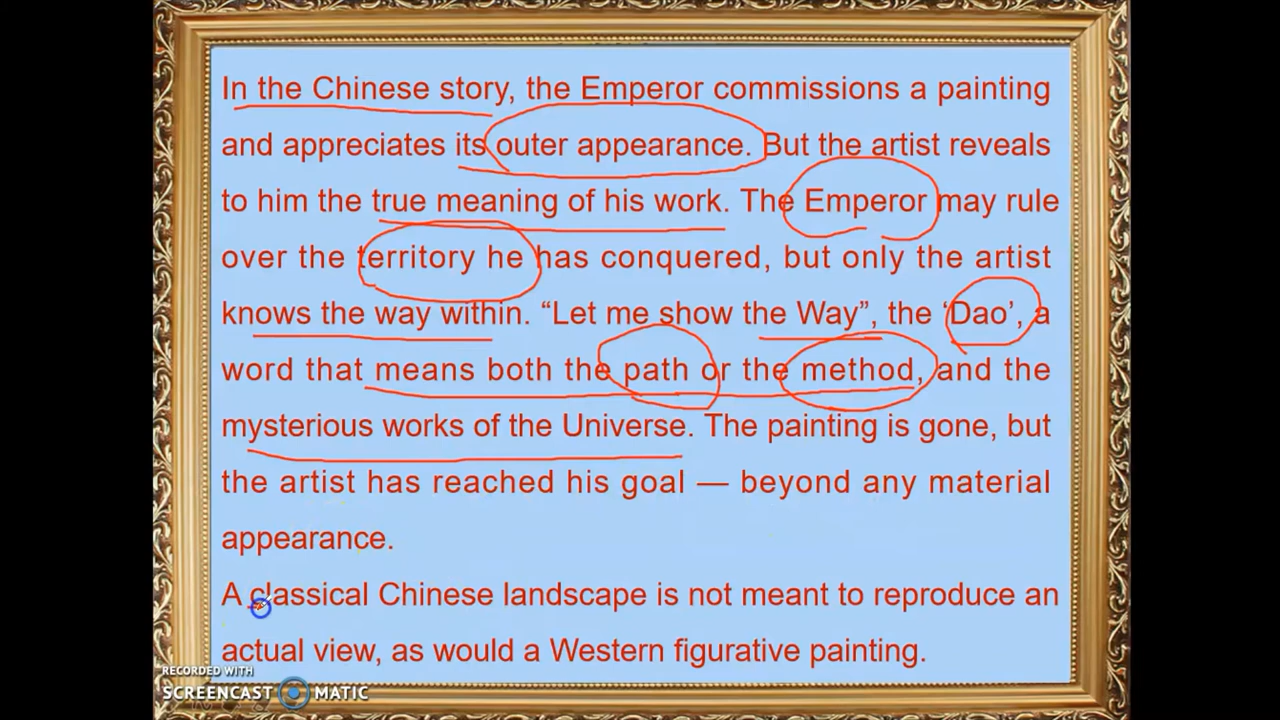 In the Chinese story, the Emperor commissions a painting
and appreciates its outer appearance. But the artist reveals
to him the true meaning of his work. The Emperor may rule
over the territory he has conquered, but only the artist
knows the way within. “Let me show the Way”, the ‘Dao’, a
word that means both the path or the method, and the
mysterious works of the Universe. The painting is gone, but
the artist has reached his goal — beyond any material
appearance.
A classical Chinese landscape is not meant to reproduce an
actual view, as would a Western figurative painting.
RECORDED WITH
SCREENCAST MATIC